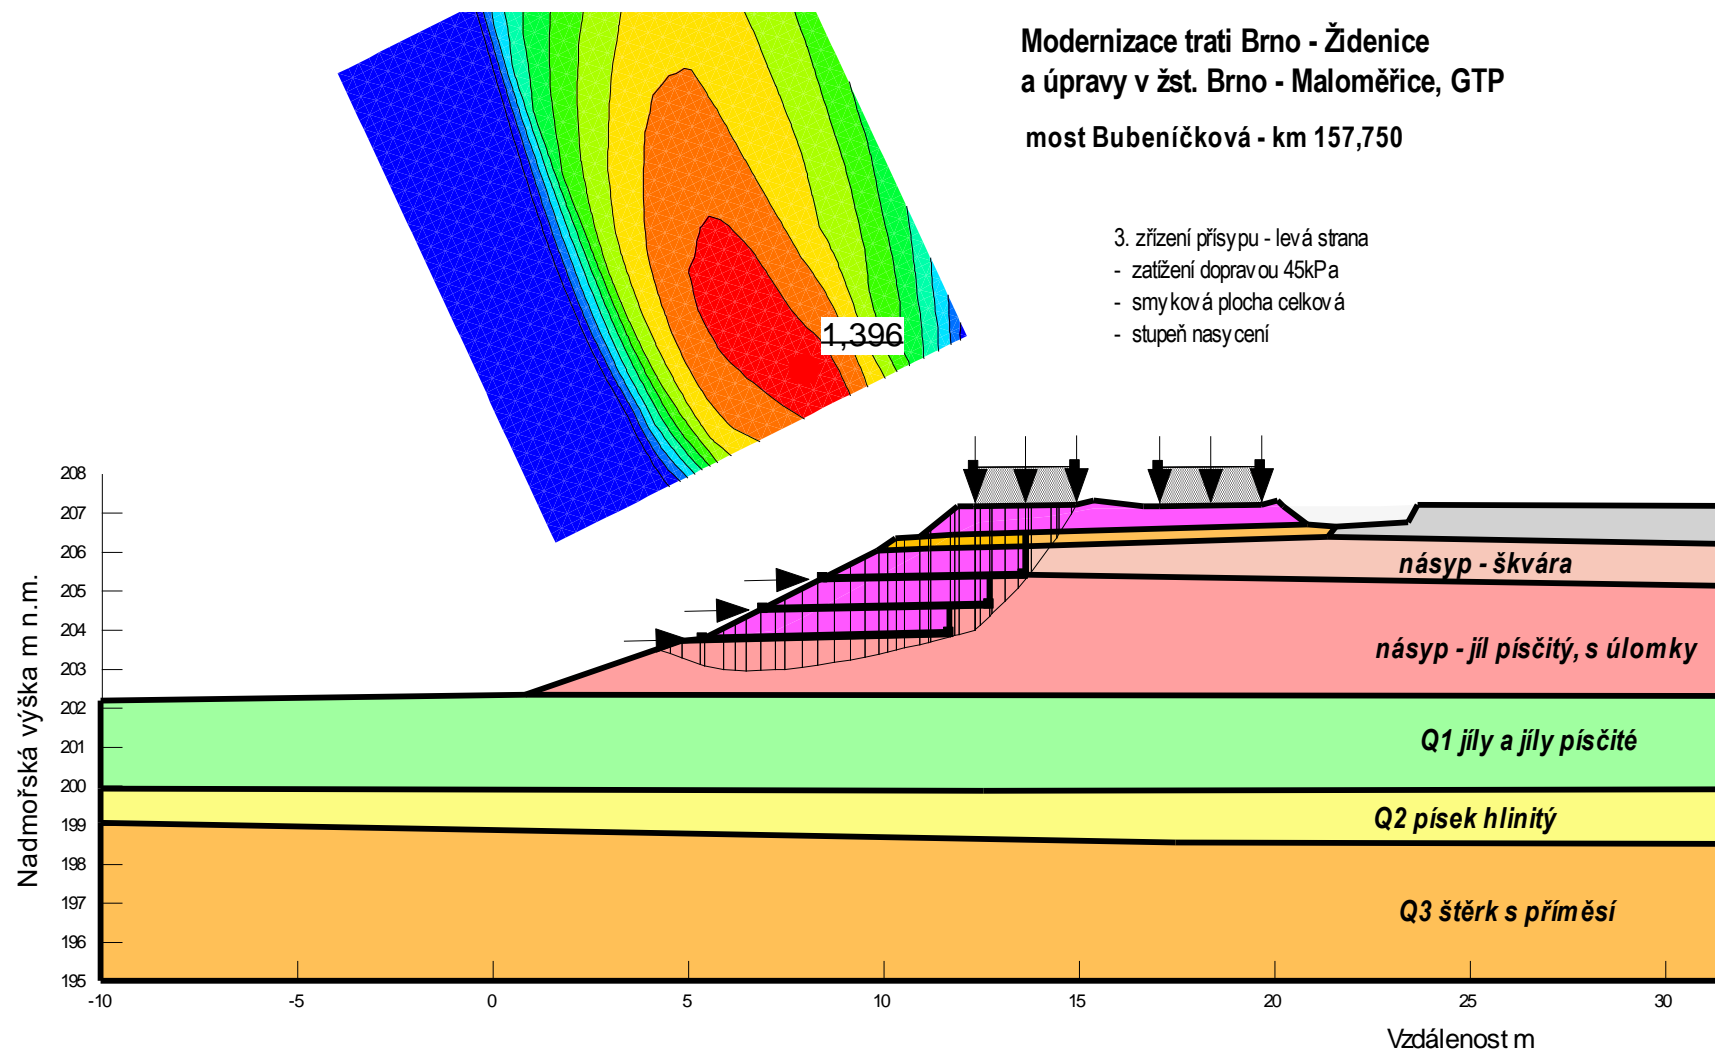 Modernizace trati Brno - Židenice
a úpravy v žst. Brno - Maloměřice, GTP
most Bubeníčková - km 157,750
3. zřízení přísypu - levá strana
- zatížení dopravou 45kPa
- smyková plocha celková
- stupeň nasycení
1,396
208
207
206
205
204
203
202
201
200
199
198
197
196
195
Nadmořská výška m n.m.
násyp - škvára
násyp - jíl písčitý, s úlomky
Q1 jíly a jíly písčité
Q2 písek hlinitý
Q3 štěrk s příměsí
-10 -5 0 5 10 15 20 25 30
Vzdálenost m